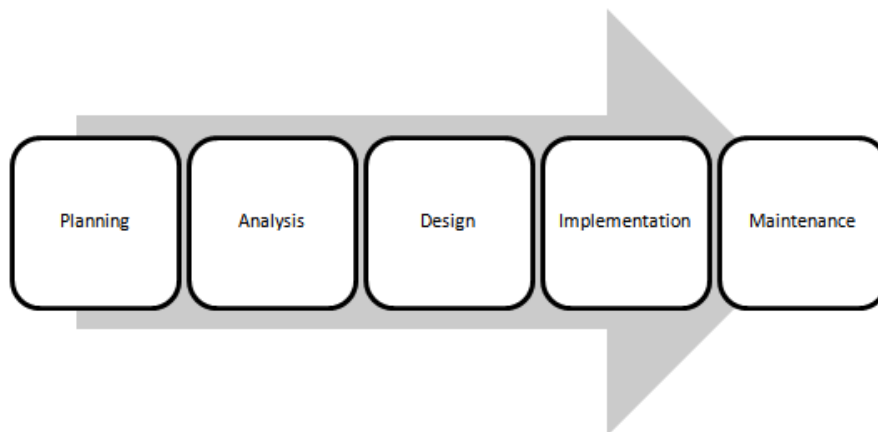 Planning
Analysis
Design
Implementation
Maintenance